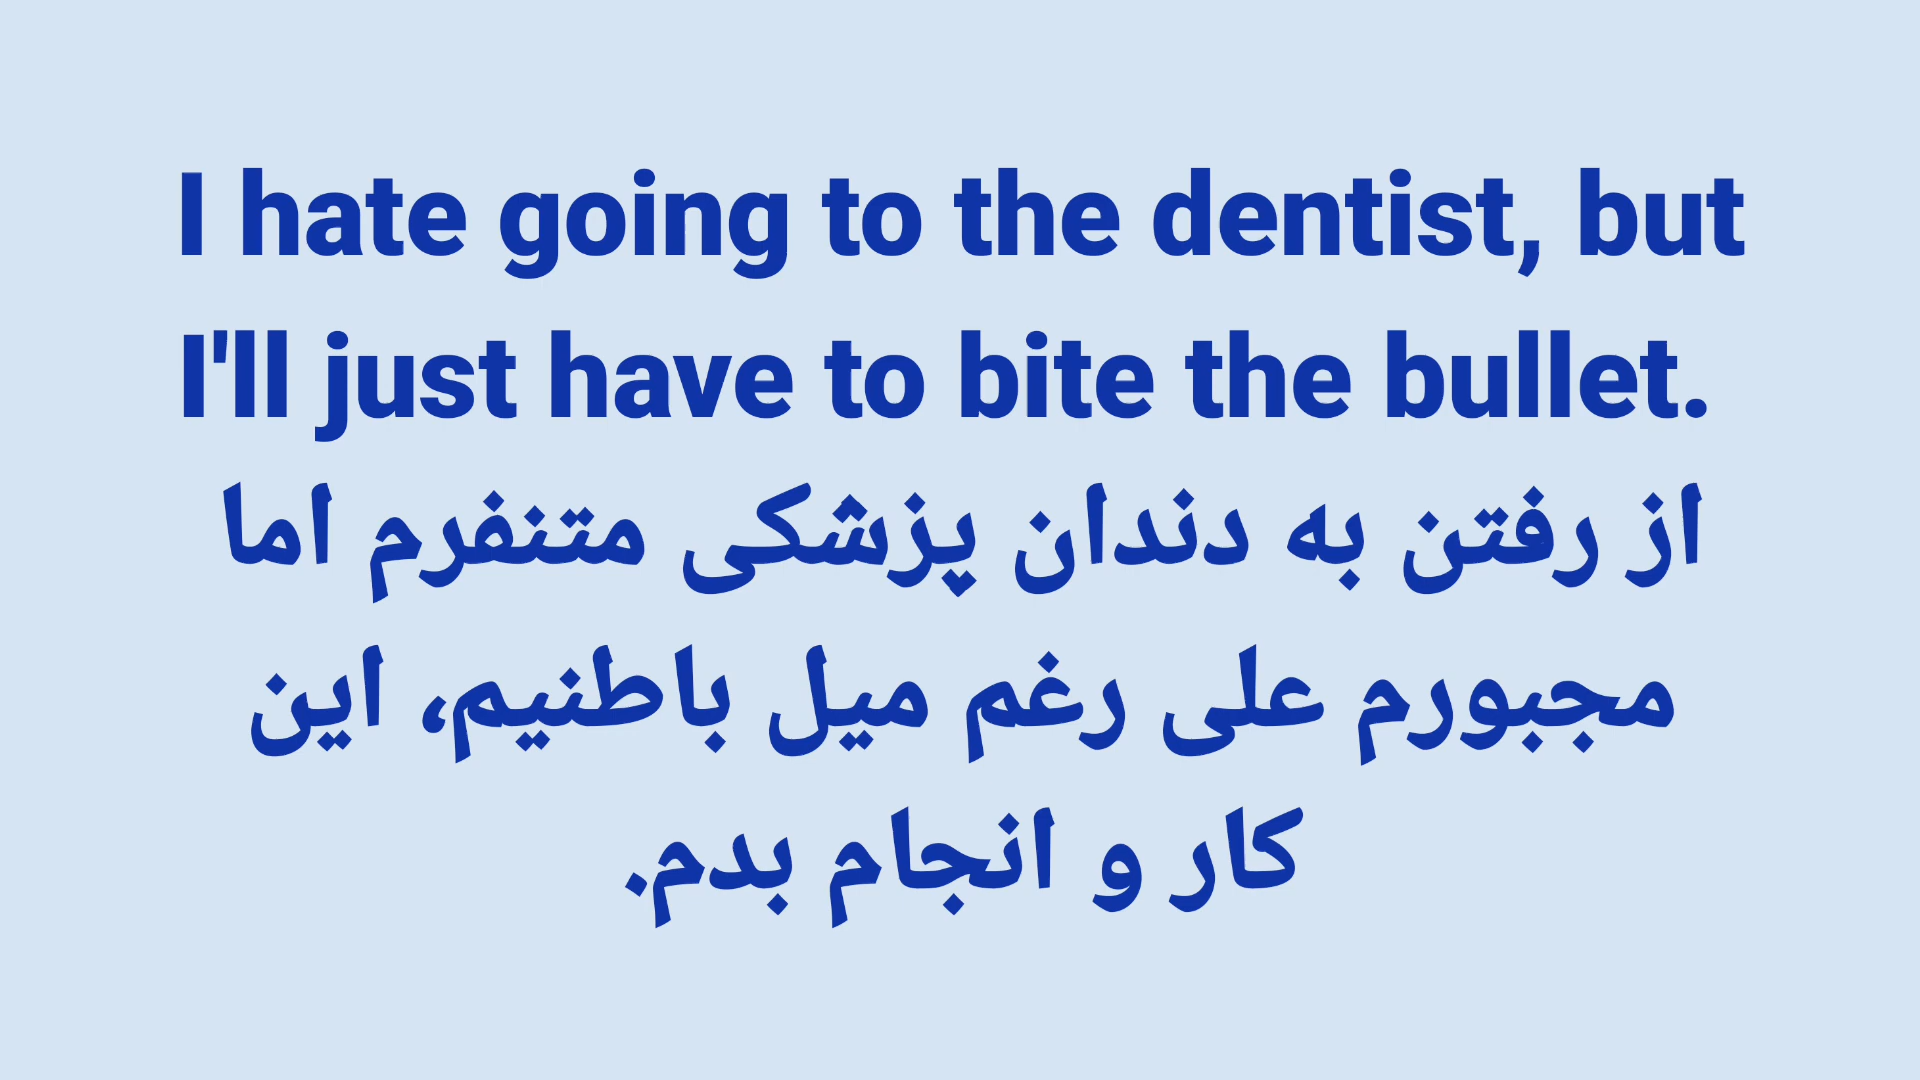 I hate going to the dentist, but
I'll just have to bite the bullet.
از رفتن به دندان پزشکی متنفرم اما
مجبورم علی رغم میل باطنیم، این
کار و انجام بدم.